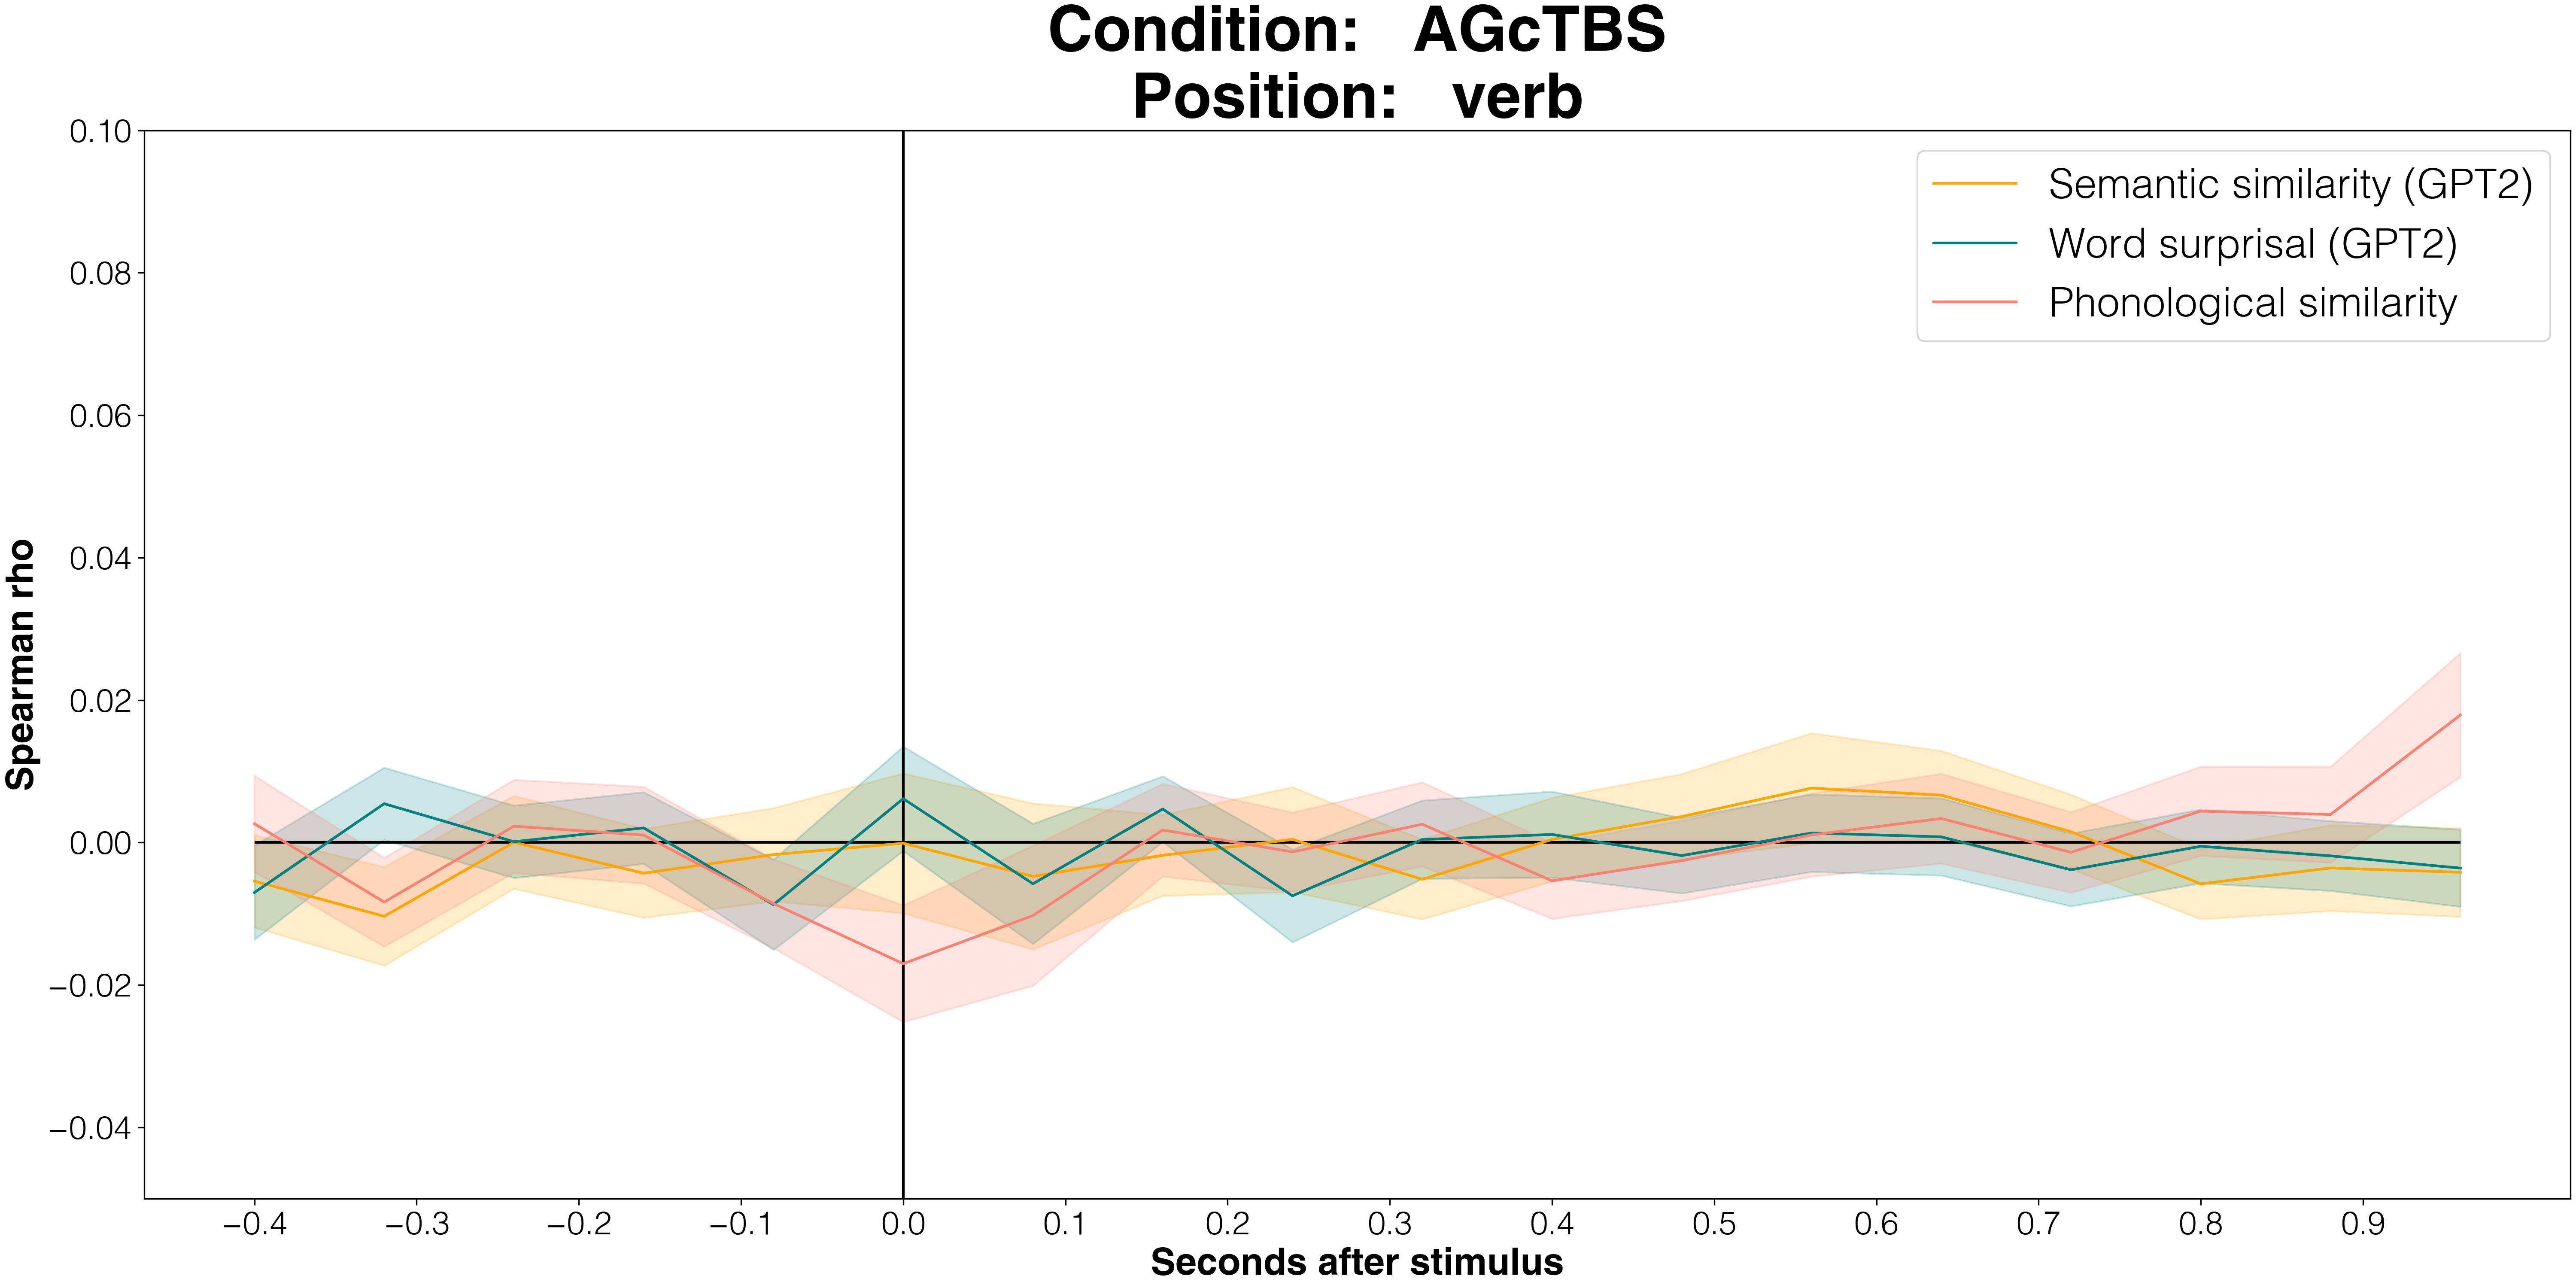 Condition:   AGcTBS
Position:   verb
0.10
0.08
0.06
0.04
0.02
0.00
−0.02
−0.04
Spearman rho
Semantic similarity (GPT2)
Word surprisal (GPT2)
Phonological similarity
−0.4 −0.3 −0.2 −0.1 0.0 0.1 0.2 0.3 0.4 0.5 0.6 0.7 0.8 0.9
Seconds after stimulus